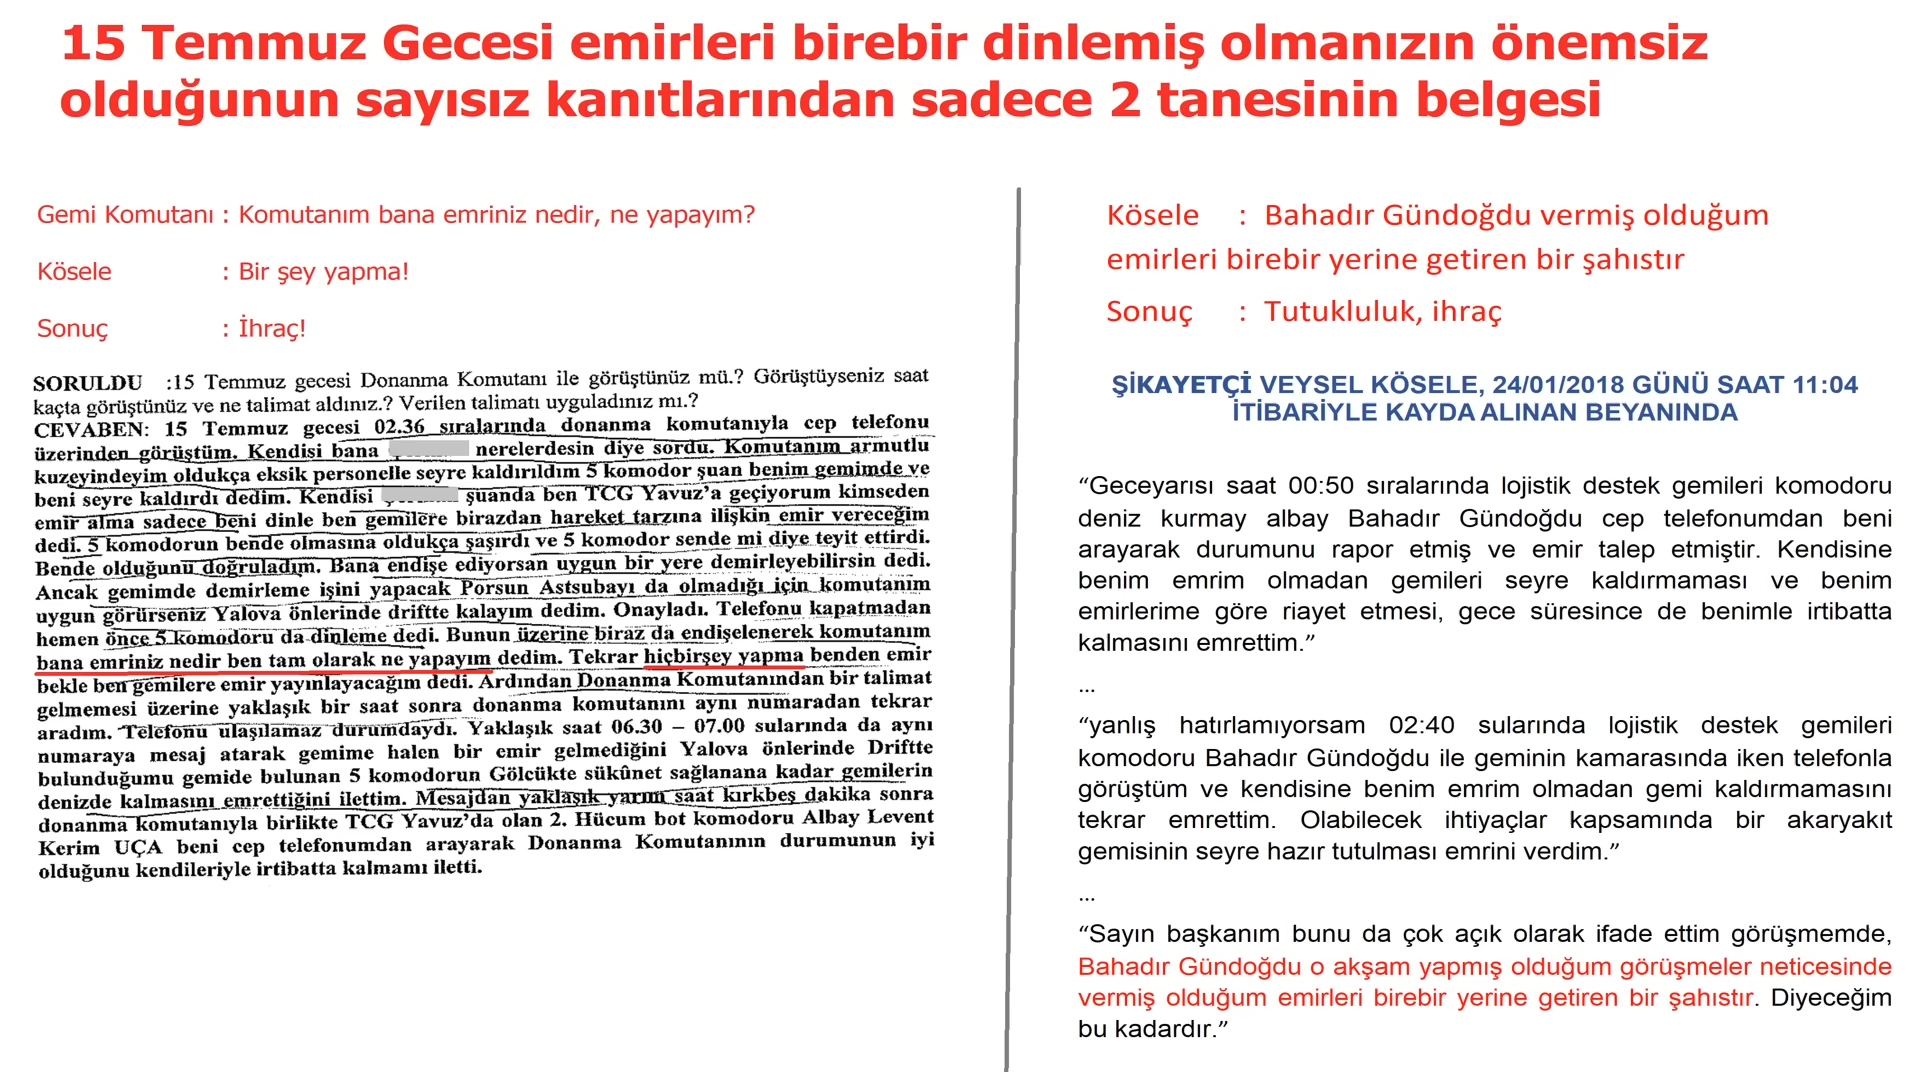 15 Temmuz Gecesi emirleri birebir dinlemiş olmanızın önemsiz
olduğunun sayısız kanıtlarından sadece 2 tanesinin belgesi
Gemi Komutanı : Komutanım bana emriniz nedir, ne yapayım?
Kösele : Bir şey yapma!
Sonuç : İhraç!
SORULDU :15 Temmuz gecesi Donanma Komutanı ile görüştünüz mü.? Görüştüyseniz saat
kaçta görüştünüz ve ne talimat aldınız.? Verilen talimatı uyguladınız mı.?
CEVABEN: 15 Temmuz gecesi 02.36 sıralarında donanma komutanıyla cep telefonu
üzerinden görüştüm. Kendisi bana nerelerdesin diye sordu. Komutanım armutlu
kuzeyindeyim oldukça eksik personelle seyre kaldırıldım 5 komodor şuan benim gemimde ve
beni seyre kaldırdı dedim. Kendisi şuanda ben TCG Yavuz'a geçiyorum kimseden
emir alma sadece beni dinle ben gemilere birazdan hareket tarzına ilişkin emir vereceğim
dedi. 5 komodorun bende olmasına oldukça şaşırdı ve 5 komodor sende mi diye teyit ettirdi.
Bende olduğunu doğruladım. Bana endişe ediyorsan uygun bir yere demirleyebilirsin dedi.
Ancak gemimde demirleme işini yapacak Porsun Astsubayı da olmadığı için komutanım
uygun görürseniz Yalova önlerinde driftte kalayım dedim. Onayladı. Telefonu kapatmadan
hemen önce 5 komodoru da dinleme dedi. Bunun üzerine biraz da endişelenerek komutanım
bana emriniz nedir ben tam olarak ne yapayım dedim. Tekrar hiçbirşey yapma benden emir
bekle ben gemilere emir yayınlayacağım dedi. Ardından Donanma Komutanından bir talimat
gelmemesi üzerine yaklaşık bir saat sonra donanma komutanını aynı numaradan tekrar
aradım. Telefonu ulaşılamaz durumdaydı. Yaklaşık saat 06.30 – 07.00 sularında da aynı
numaraya mesaj atarak gemime halen bir emir gelmediğini Yalova önlerinde Driftte
bulunduğumu gemide bulunan 5 komodorun Gölcükte sükûnet sağlanana kadar gemilerin
denizde kalmasını emrettiğini ilettim. Mesajdan yaklaşık yarım saat kırkbeş dakika sonra
donanma komutanıyla birlikte TCG Yavuz'da olan 2. Hücum bot komodoru Albay Levent
Kerim UÇA beni cep telefonumdan arayarak Donanma Komutanının durumunun iyi
olduğunu kendileriyle irtibatta kalmamı iletti.
Kösele : Bahadır Gündoğdu vermiş olduğum
emirleri birebir yerine getiren bir şahıstır
Sonuç : Tutukluluk, ihraç
ŞİKAYETÇİ VEYSEL KÖSELE, 24/01/2018 GÜNÜ SAAT 11:04
İTİBARİYLE KAYDA ALINAN BEYANINDA
“Geceyarısı saat 00:50 sıralarında lojistik destek gemileri komodoru
deniz kurmay albay Bahadır Gündoğdu cep telefonumdan beni
arayarak durumunu rapor etmiş ve emir talep etmiştir. Kendisine
benim emrim olmadan gemileri seyre kaldırmaması ve benim
emirlerime göre riayet etmesi, gece süresince de benimle irtibatta
kalmasını emrettim.”
...
“yanlış hatırlamıyorsam 02:40 sularında lojistik destek gemileri
komodoru Bahadır Gündoğdu ile geminin kamarasında iken telefonla
görüştüm ve kendisine benim emrim olmadan gemi kaldırmamasını
tekrar emrettim. Olabilecek ihtiyaçlar kapsamında bir akaryakıt
gemisinin seyre hazır tutulması emrini verdim.”
...
“Sayın başkanım bunu da çok açık olarak ifade ettim görüşmemde,
Bahadır Gündoğdu o akşam yapmış olduğum görüşmeler neticesinde
vermiş olduğum emirleri birebir yerine getiren bir şahıstır. Diyeceğim
bu kadardır.”